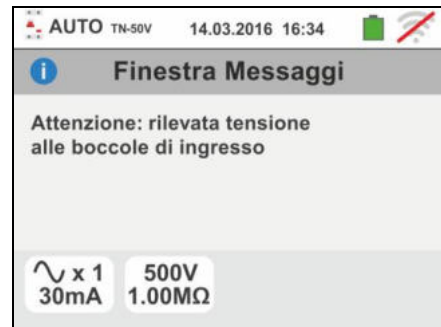 AUTO TN-50V 14.03.2016 16:34
Finestra Messaggi
Attenzione: rilevata tensione
alle boccole di ingresso
x 1 500V
30mA 1.00MΩ